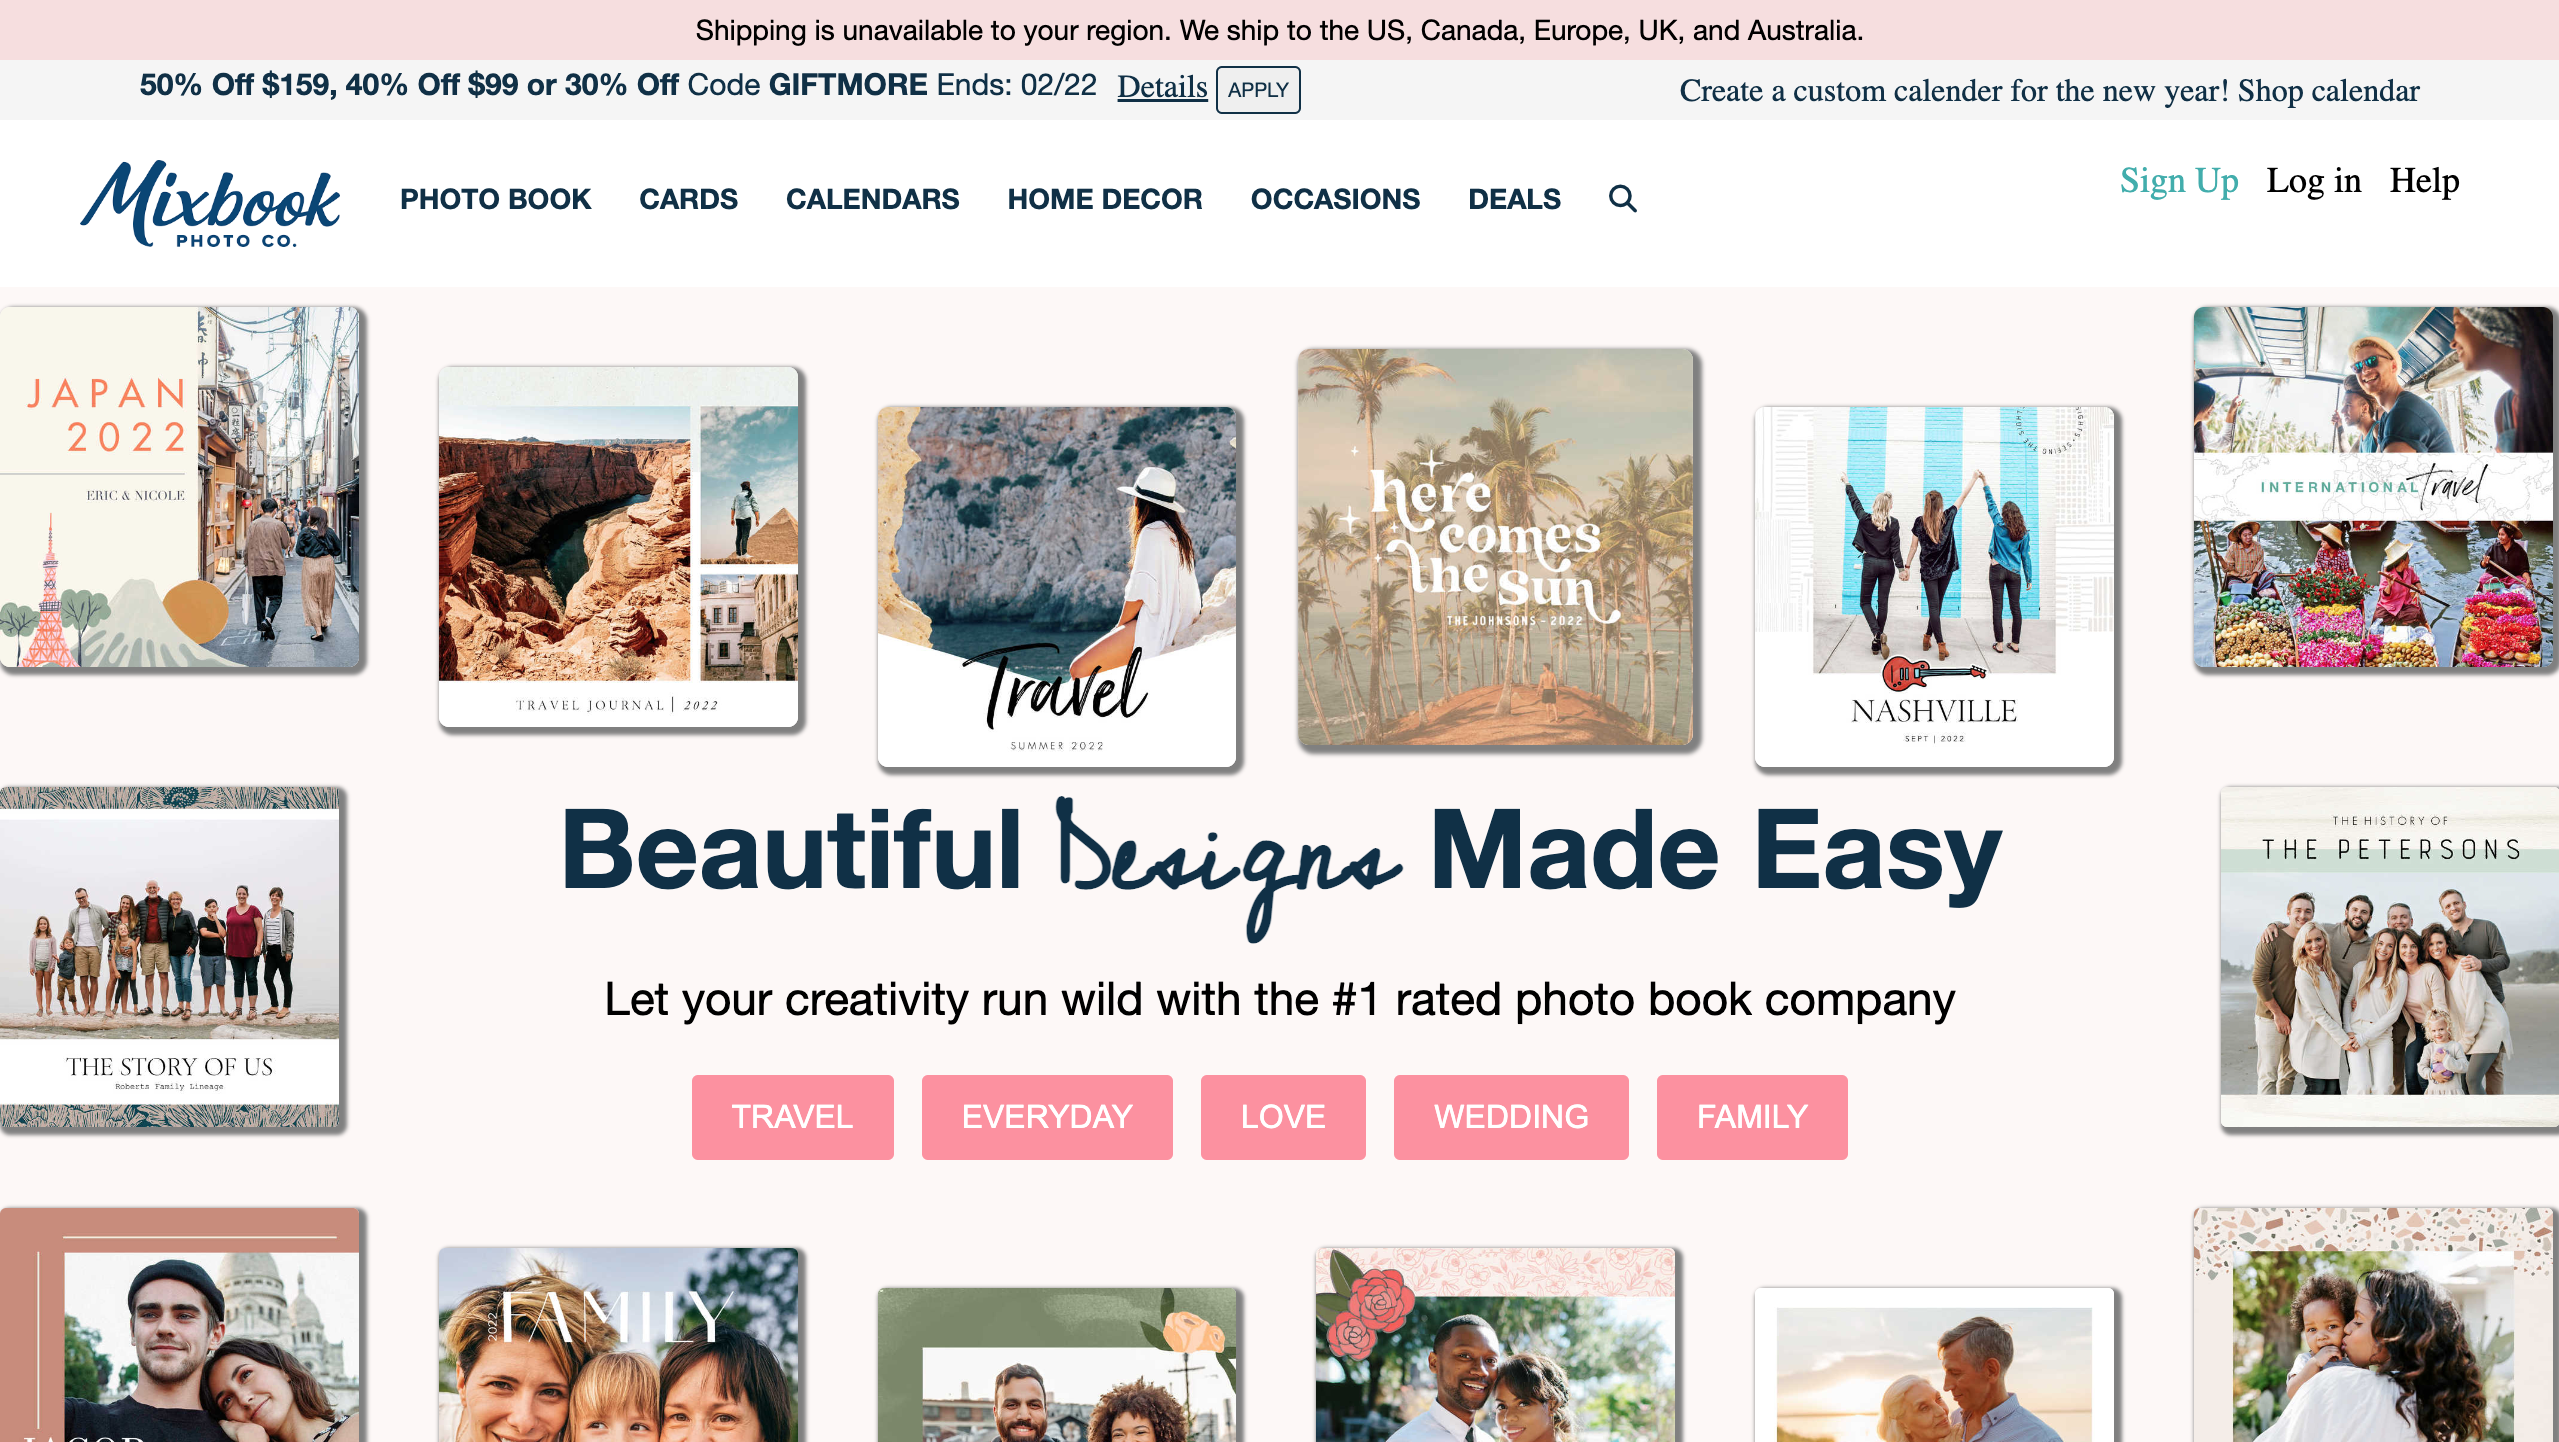 Shipping is unavailable to your region. We ship to the US, Canada, Europe, UK, and Australia.
50% Off $159, 40% Off $99 or 30% Off Code GIFTMORE Ends: 02/22 Details APPLY
Create a custom calender for the new year! Shop calendar
Mixbook
PHOTO CO.
PHOTO BOOK CARDS CALENDARS HOME DECOR OCCASIONS DEALS
Sign Up Log in Help
JAPAN
2022
ERIC & NICOLE
TRAVEL JOURNAL | 2022
Travel
SUMMER 2022
here
comes
the sun
THE JOHNSONS - 2022
NASHVILLE
SEPT | 2022
INTERNATIONAL Travel
THE STORY OF US
Roberts Family Lineage
Beautiful Designs Made Easy
Let your creativity run wild with the #1 rated photo book company
TRAVEL EVERYDAY LOVE WEDDING FAMILY
THE HISTORY OF
THE PETERSONS
2022
FAMILY